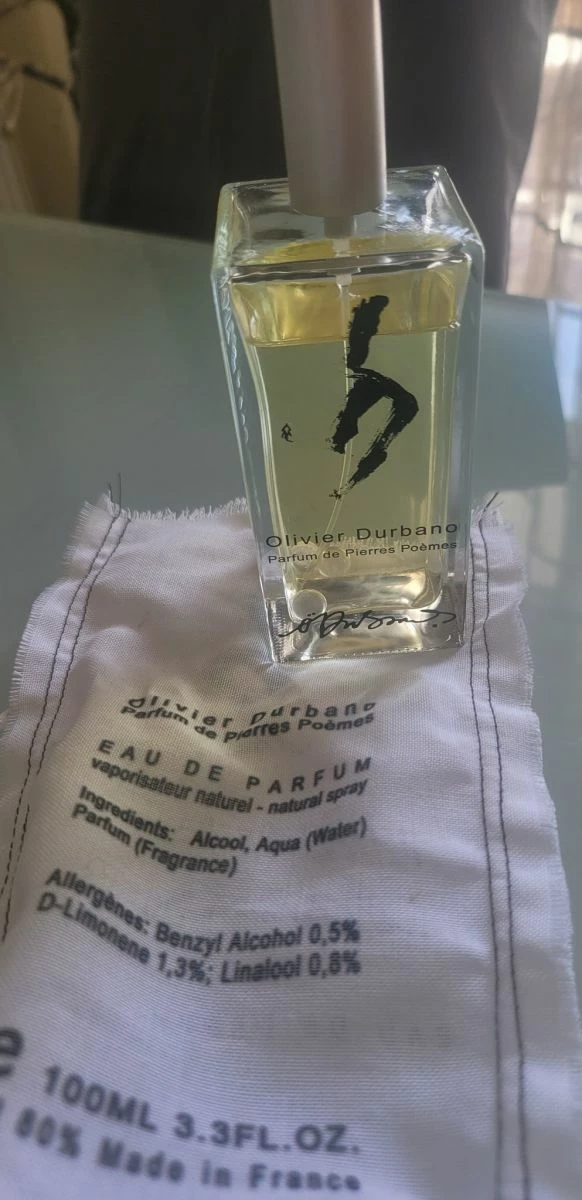 Olivier Durbano
Parfum de Pierres Poèmes
Olivier Durbano
Parfum de Pierres Poèmes
EAU DE PARFUM
vaporisateur naturel - natural spray
Ingredients: Alcool, Aqua (Water)
Parfum (Fragrance)
Allergènes: Benzyl Alcohol 0,5%
D-Limonene 1,3%; Linalool 0,8%
e 100ML 3.3FL.OZ.
80% Made in France